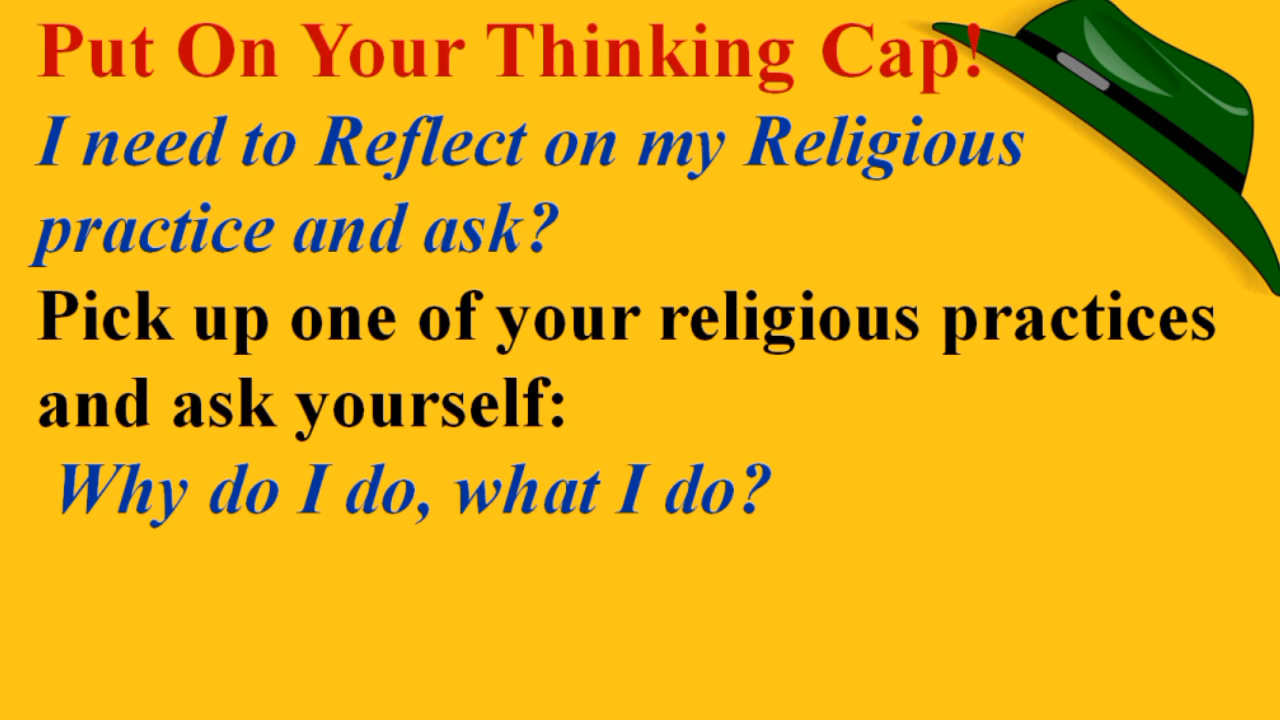 Put On Your Thinking Cap!
I need to Reflect on my Religious
practice and ask?
Pick up one of your religious practices
and ask yourself:
Why do I do, what I do?